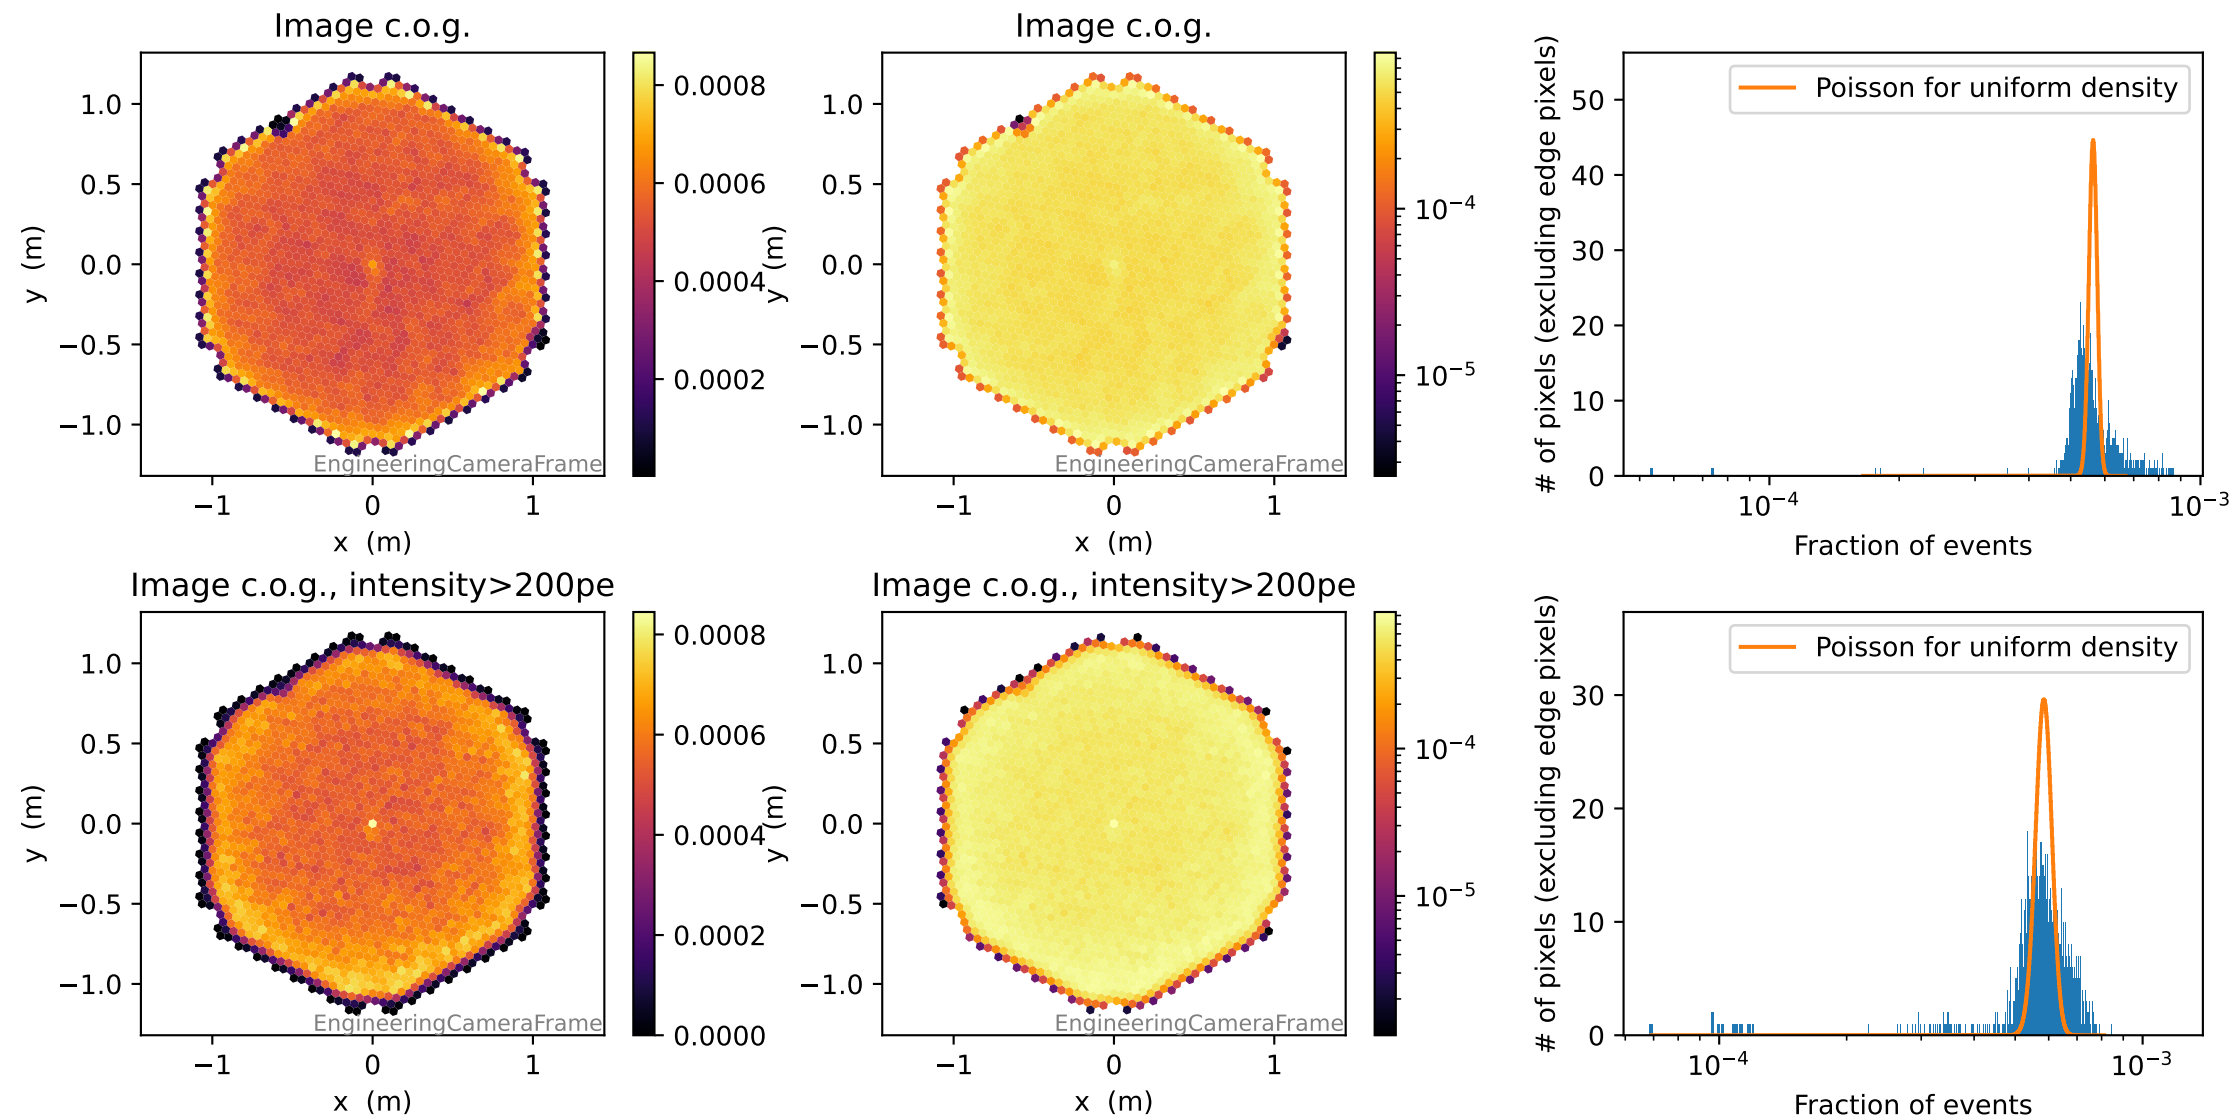 Image c.o.g.
1.0
0.5
0.0
−0.5
−1.0
y (m)
−1
0
1
x (m)
EngineeringCameraFrame
0.0008
0.0006
0.0004
0.0002
Image c.o.g.
1.0
0.5
0.0
−0.5
−1.0
y (m)
−1
0
1
x (m)
EngineeringCameraFrame
10⁻⁴
10⁻⁵
# of pixels (excluding edge pixels)
50
40
30
20
10
0
Poisson for uniform density
10⁻⁴
10⁻³
Fraction of events
Image c.o.g., intensity>200pe
1.0
0.5
0.0
−0.5
−1.0
y (m)
−1
0
1
x (m)
EngineeringCameraFrame
0.0008
0.0006
0.0004
0.0002
0.0000
Image c.o.g., intensity>200pe
1.0
0.5
0.0
−0.5
−1.0
y (m)
−1
0
1
x (m)
EngineeringCameraFrame
10⁻⁴
10⁻⁵
# of pixels (excluding edge pixels)
30
20
10
0
Poisson for uniform density
10⁻⁴
10⁻³
Fraction of events